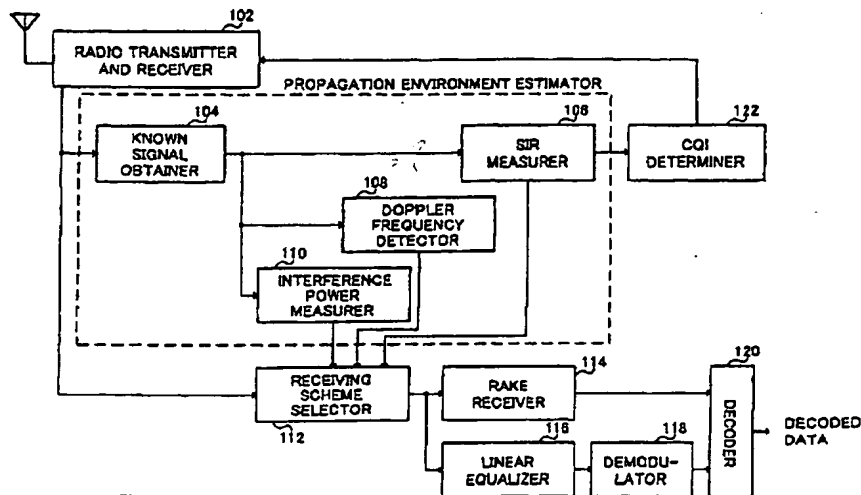 102
RADIO TRANSMITTER
AND RECEIVER
PROPAGATION ENVIRONMENT ESTIMATOR
104
KNOWN
SIGNAL
OBTAINER
106
SIR
MEASURER
122
CQI
DETERMINER
108
DOPPLER
FREQUENCY
DETECTOR
110
INTERFERENCE
POWER
MEASURER
RECEIVING
SCHEME
SELECTOR
112
114
RAKE
RECEIVER
116
LINEAR
EQUALIZER
118
DEMODU-
LATOR
120
DECODER
DECODED
DATA